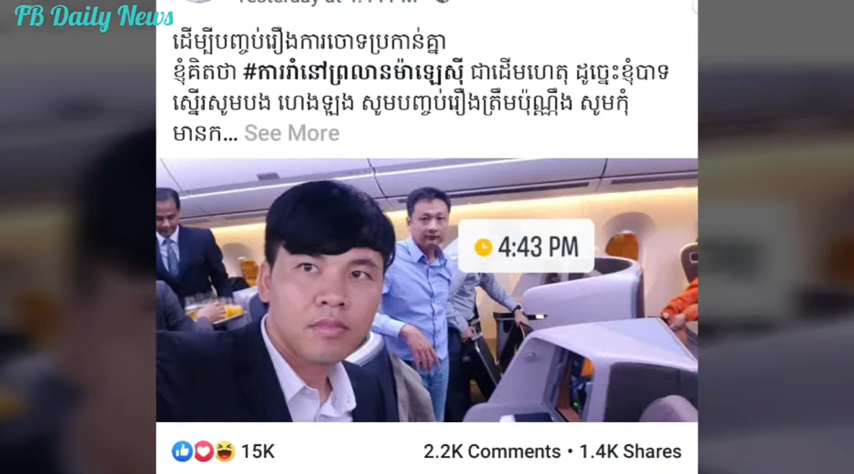 FB Daily News
ដើម្បីបញ្ចប់រឿងការចោទប្រកាន់គ្នា
ខ្ញុំគិតថា #ការរាំនៅព្រលានម៉ាឡេស៊ី ជាដើមហេតុ ដូច្នេះខ្ញុំបាទ
ស្នើរសូមបង ហេងឡុង សូមបញ្ចប់រឿងត្រឹមប៉ុណ្ណឹង សូមកុំ
មានក... See More
4:43 PM
15K
2.2K Comments • 1.4K Shares